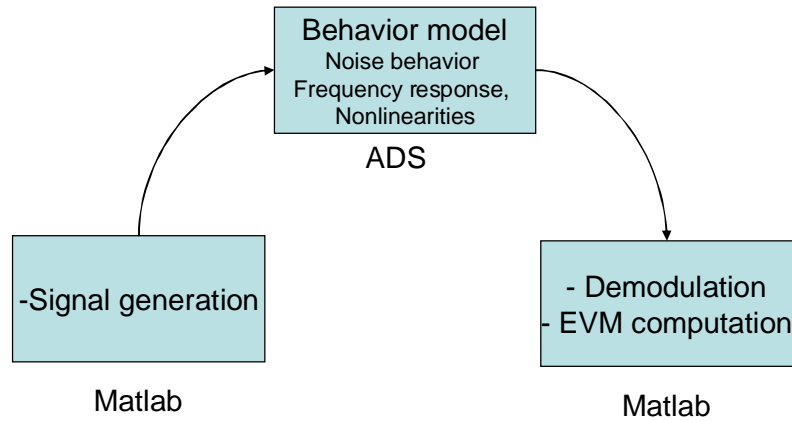 Behavior model
Noise behavior
Frequency response,
Nonlinearities
ADS
-Signal generation
Matlab
- Demodulation
- EVM computation
Matlab